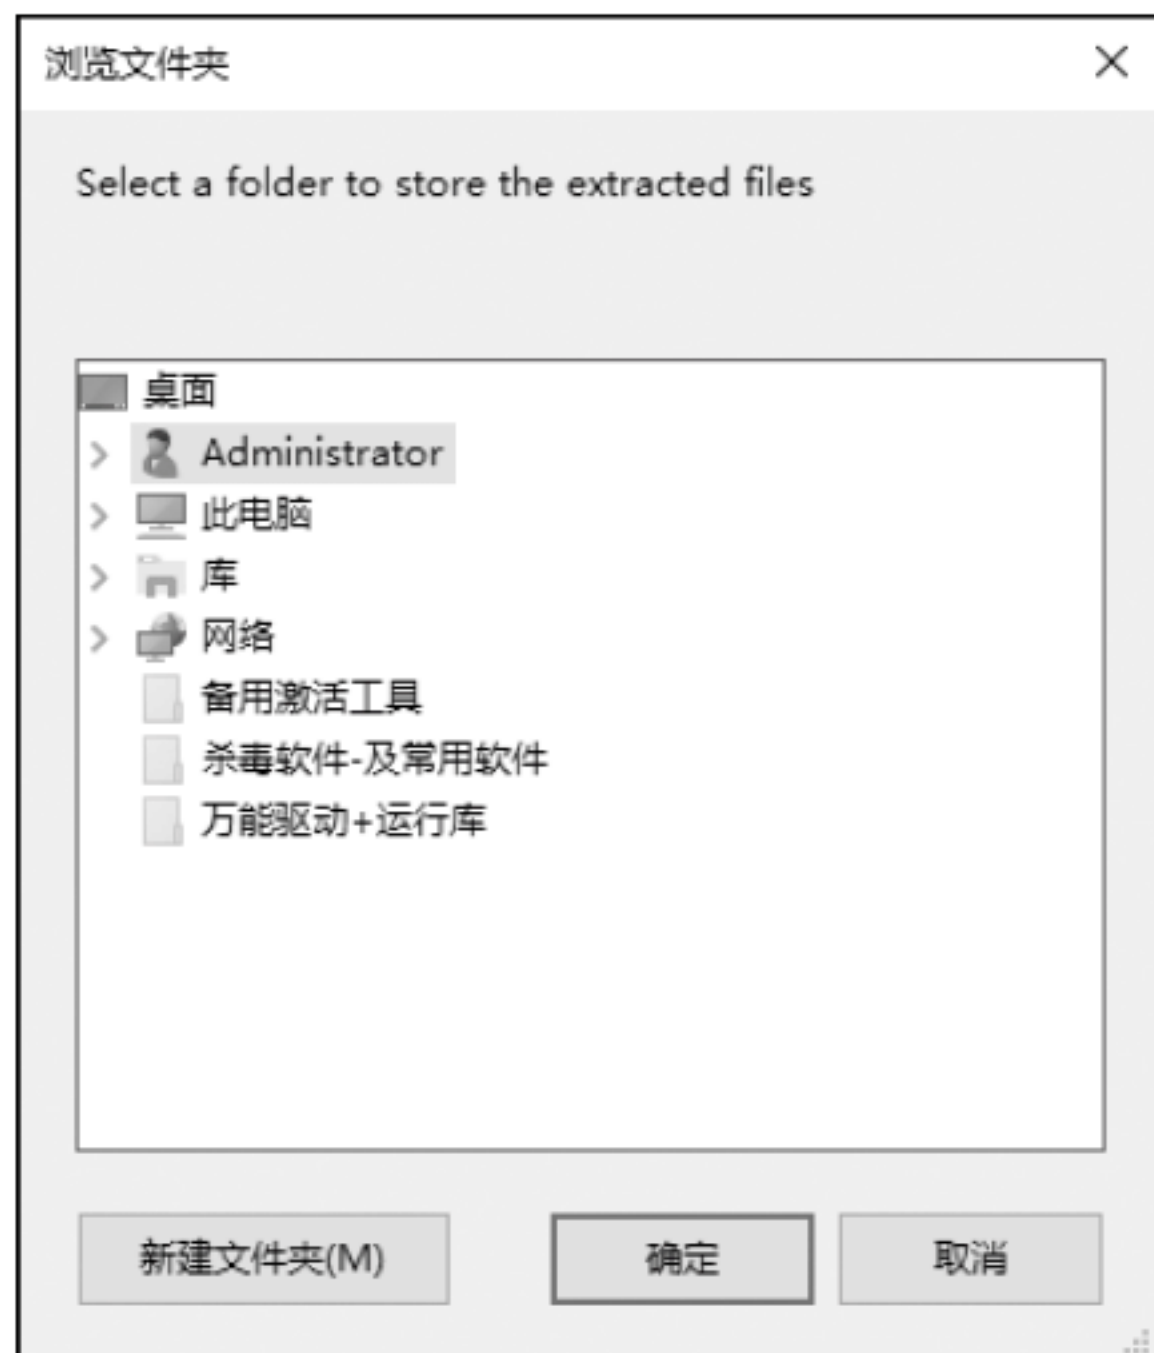 浏览文件夹
Select a folder to store the extracted files
桌面
Administrator
此电脑
库
网络
备用激活工具
杀毒软件-及常用软件
万能驱动+运行库
新建文件夹(M) 确定 取消